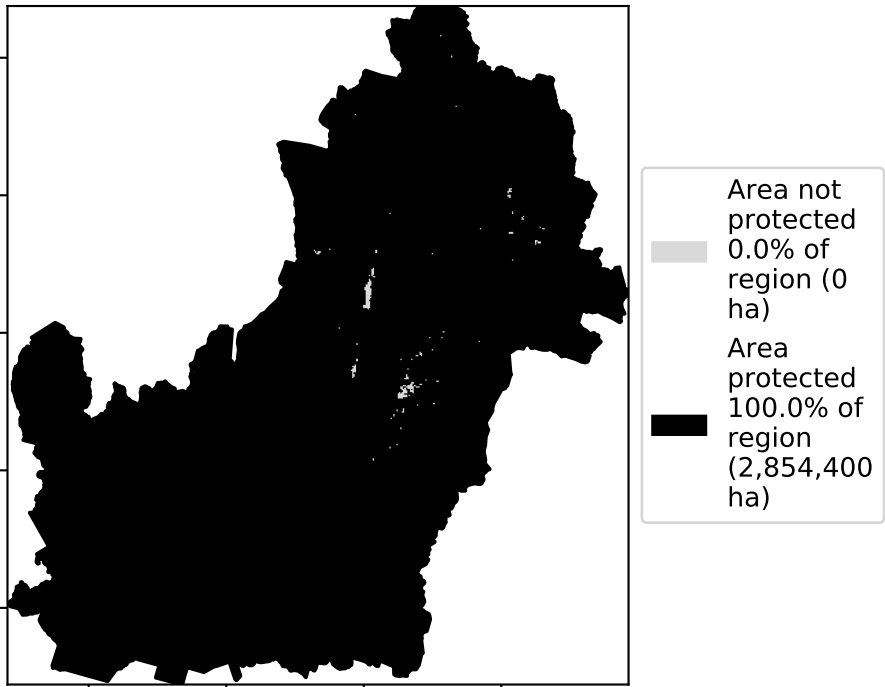 Area not
protected
0.0% of
region (0
ha)
Area
protected
100.0% of
region
(2,854,400
ha)